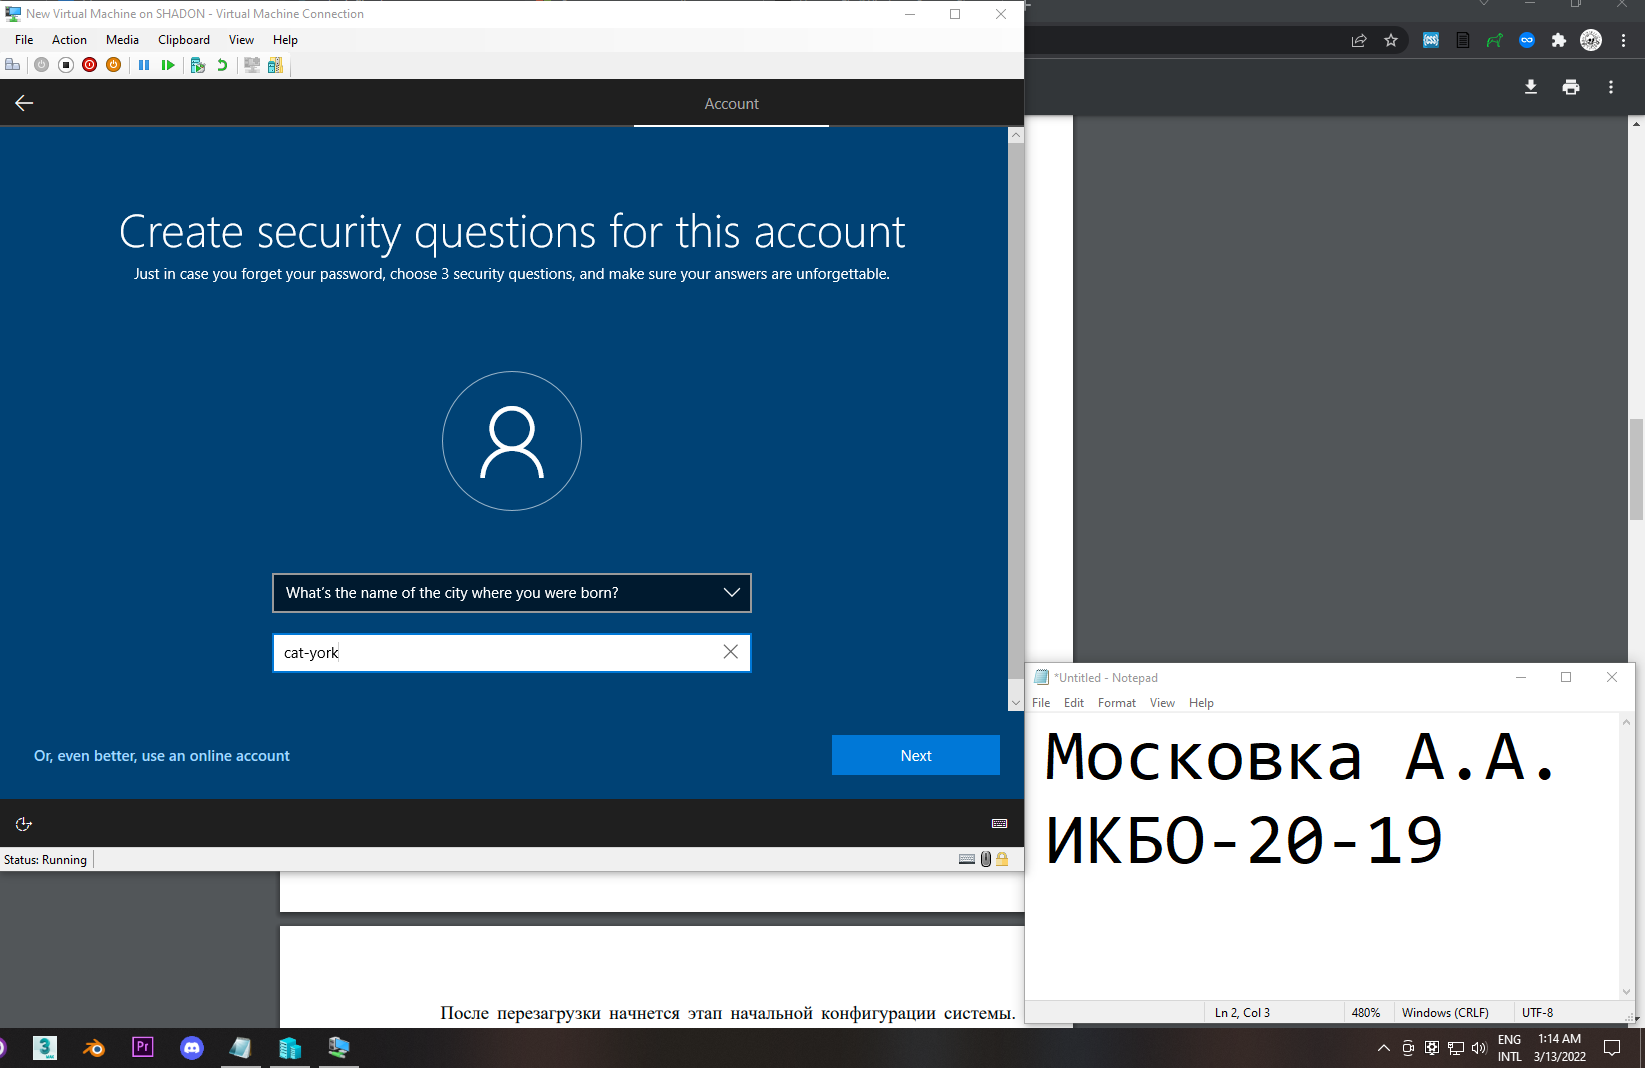 New Virtual Machine on SHADON - Virtual Machine Connection
File Action Media Clipboard View Help
Account
Create security questions for this account
Just in case you forget your password, choose 3 security questions, and make sure your answers are unforgettable.
What's the name of the city where you were born?
cat-york
Or, even better, use an online account
Next
Status: Running
*Untitled - Notepad
File Edit Format View Help
Московка А.А.
ИКБО-20-19
Ln 2, Col 3
480%
Windows (CRLF)
UTF-8
После перезагрузки начнется этап начальной конфигурации системы.
3
Pr
ENG
INTL
1:14 AM
3/13/2022